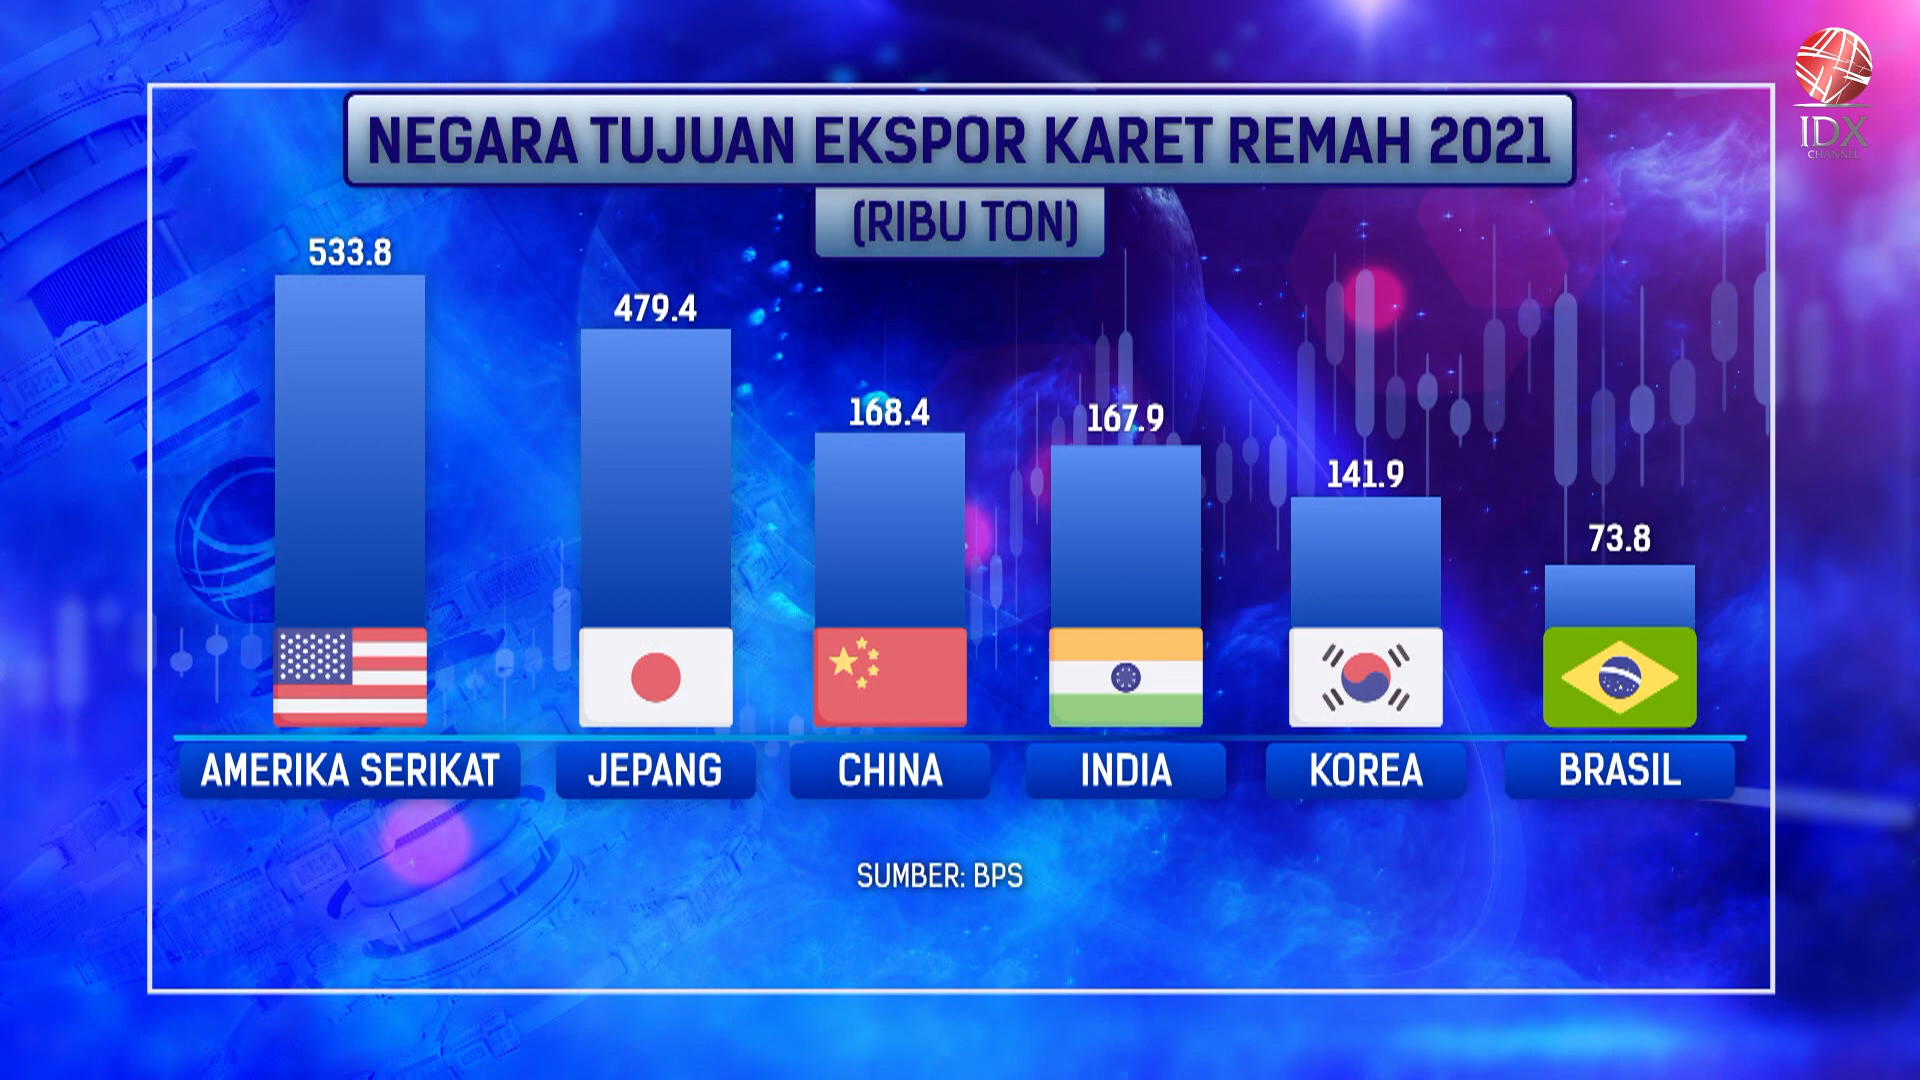 NEGARA TUJUAN EKSPOR KARET REMAH 2021
(RIBU TON)
IDX
CHANNEL
533.8
479.4
168.4
167.9
141.9
73.8
AMERIKA SERIKAT
JEPANG
CHINA
INDIA
KOREA
BRASIL
SUMBER: BPS